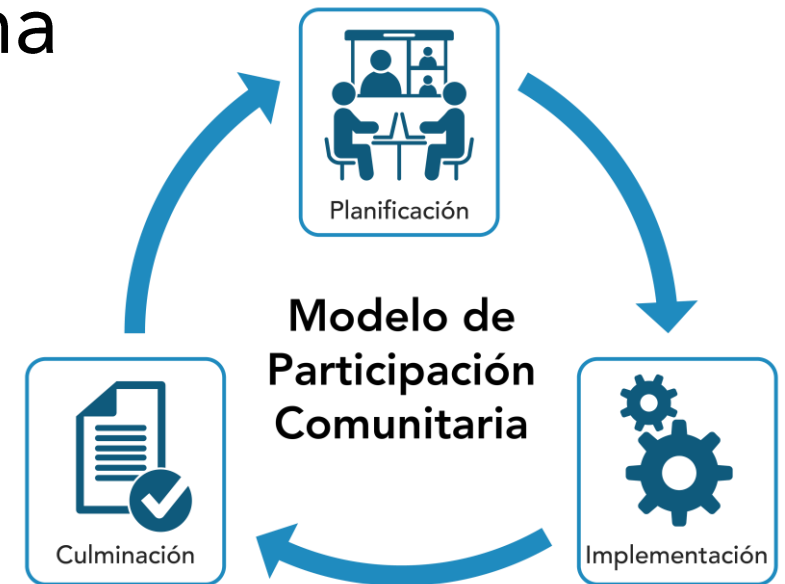 na
Planificación
Modelo de
Participación
Comunitaria
Culminación
Implementación